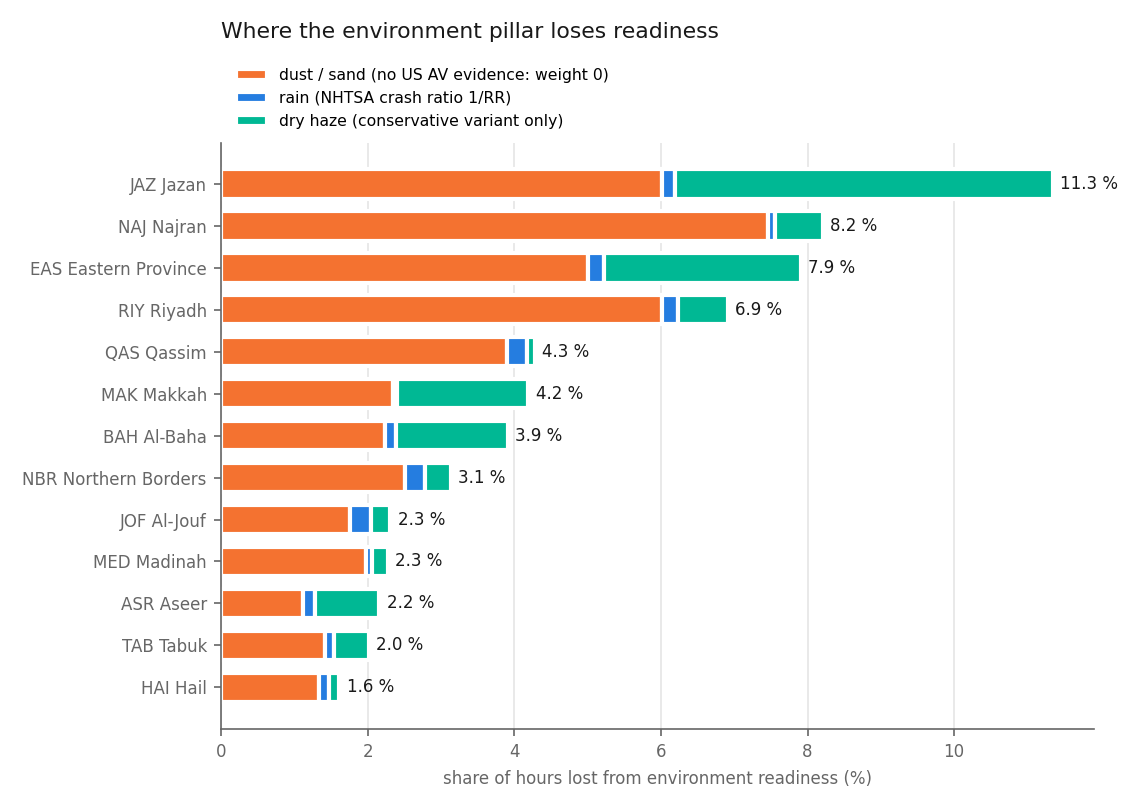 Where the environment pillar loses readiness
dust / sand (no US AV evidence: weight 0)
rain (NHTSA crash ratio 1/RR)
dry haze (conservative variant only)
JAZ Jazan 11.3 %
NAJ Najran 8.2 %
EAS Eastern Province 7.9 %
RIY Riyadh 6.9 %
QAS Qassim 4.3 %
MAK Makkah 4.2 %
BAH Al-Baha 3.9 %
NBR Northern Borders 3.1 %
JOF Al-Jouf 2.3 %
MED Madinah 2.3 %
ASR Aseer 2.2 %
TAB Tabuk 2.0 %
HAI Hail 1.6 %
0 2 4 6 8 10
share of hours lost from environment readiness (%)